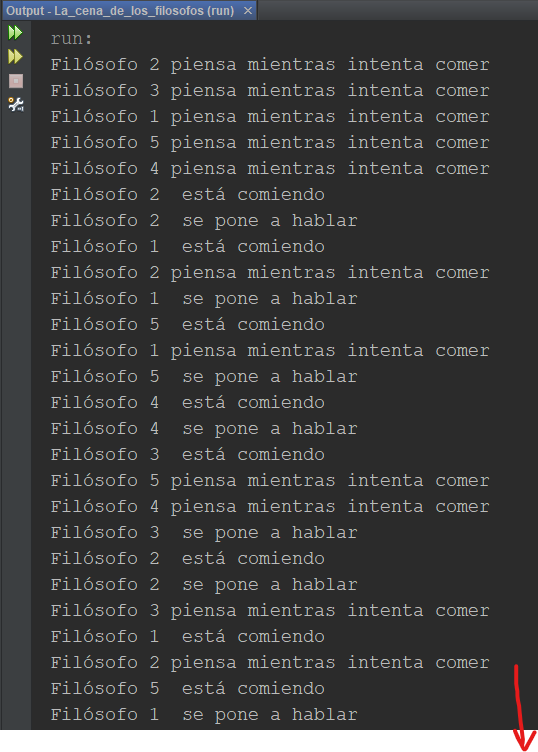 Output - La_cena_de_los_filosofos (run) ×
run:
Filósofo 2 piensa mientras intenta comer
Filósofo 3 piensa mientras intenta comer
Filósofo 1 piensa mientras intenta comer
Filósofo 5 piensa mientras intenta comer
Filósofo 4 piensa mientras intenta comer
Filósofo 2  está comiendo
Filósofo 2  se pone a hablar
Filósofo 1  está comiendo
Filósofo 2 piensa mientras intenta comer
Filósofo 1  se pone a hablar
Filósofo 5  está comiendo
Filósofo 1 piensa mientras intenta comer
Filósofo 5  se pone a hablar
Filósofo 4  está comiendo
Filósofo 4  se pone a hablar
Filósofo 3  está comiendo
Filósofo 5 piensa mientras intenta comer
Filósofo 4 piensa mientras intenta comer
Filósofo 3  se pone a hablar
Filósofo 2  está comiendo
Filósofo 2  se pone a hablar
Filósofo 3 piensa mientras intenta comer
Filósofo 1  está comiendo
Filósofo 2 piensa mientras intenta comer
Filósofo 5  está comiendo
Filósofo 1  se pone a hablar